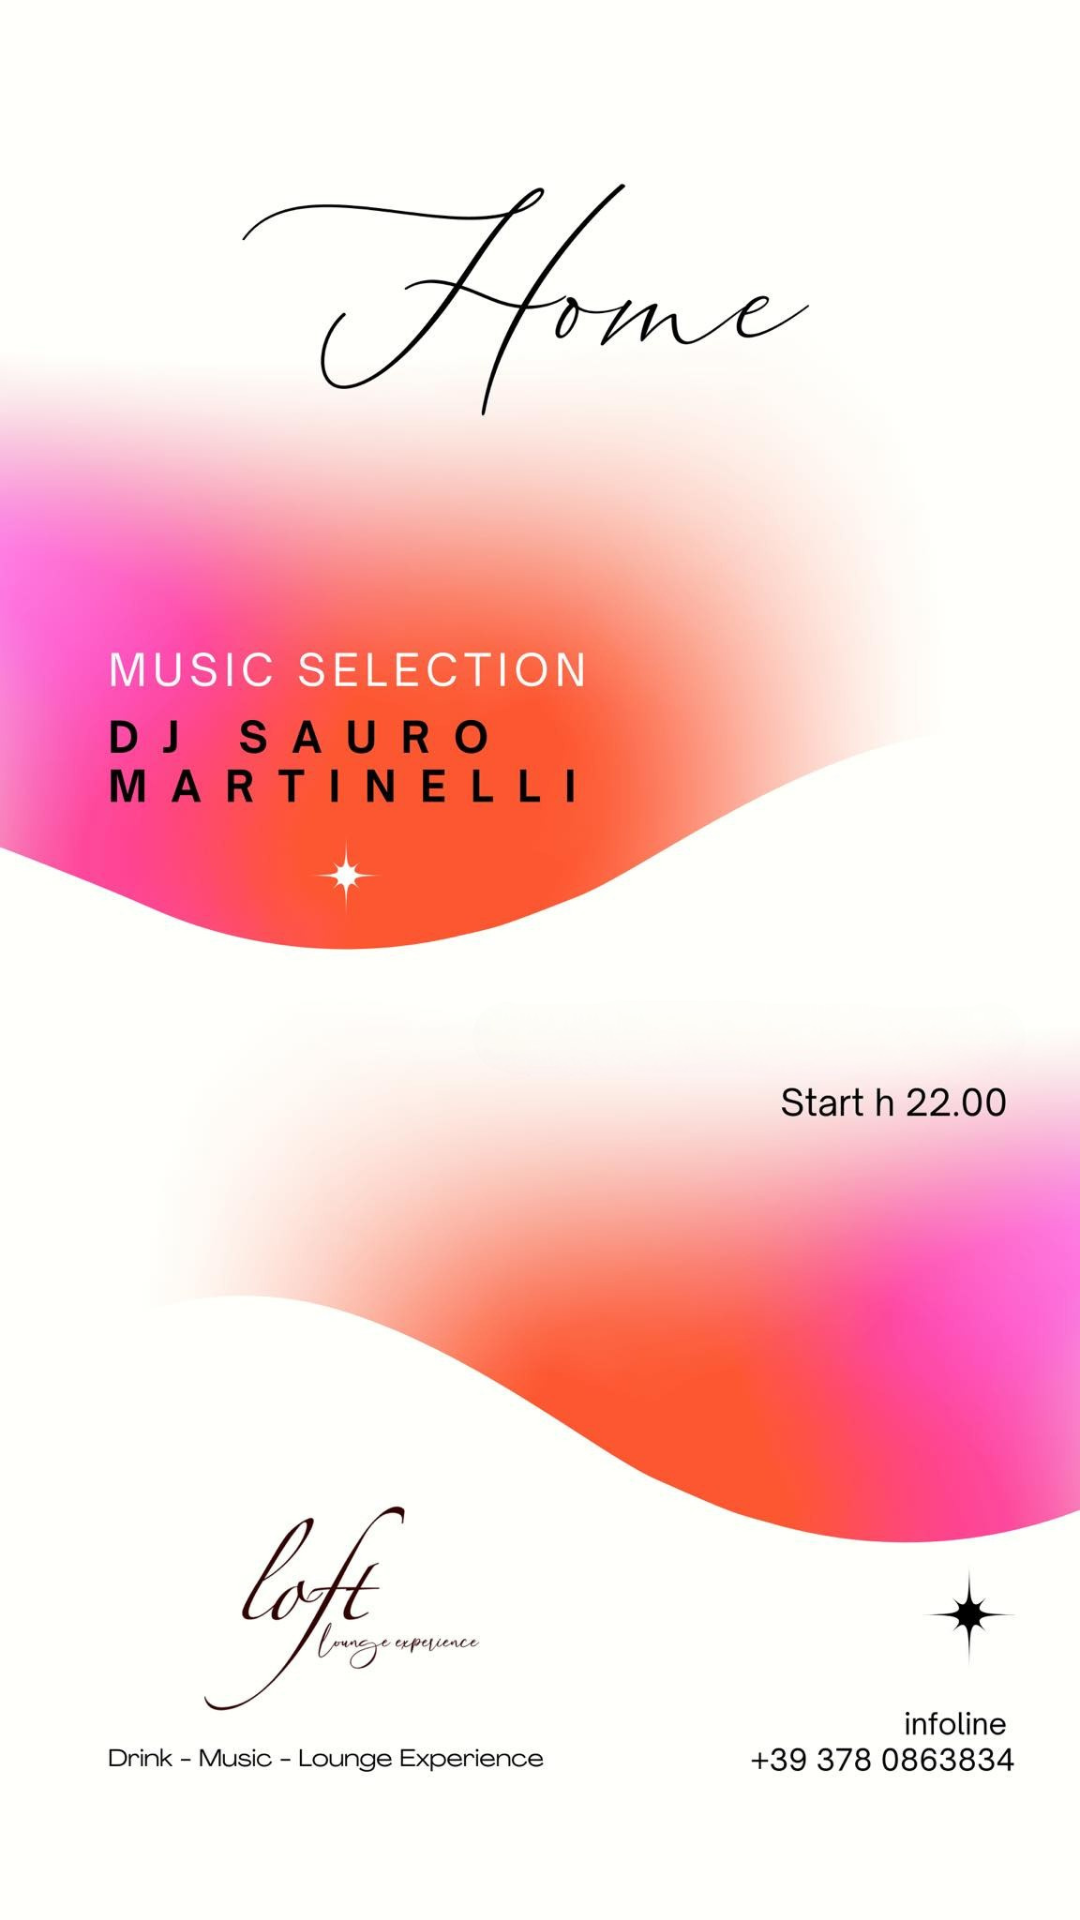 Home
MUSIC SELECTION
DJ SAURO
MARTINELLI
Start h 22.00
loft
lounge experience
Drink - Music - Lounge Experience
infoline
+39 378 0863834